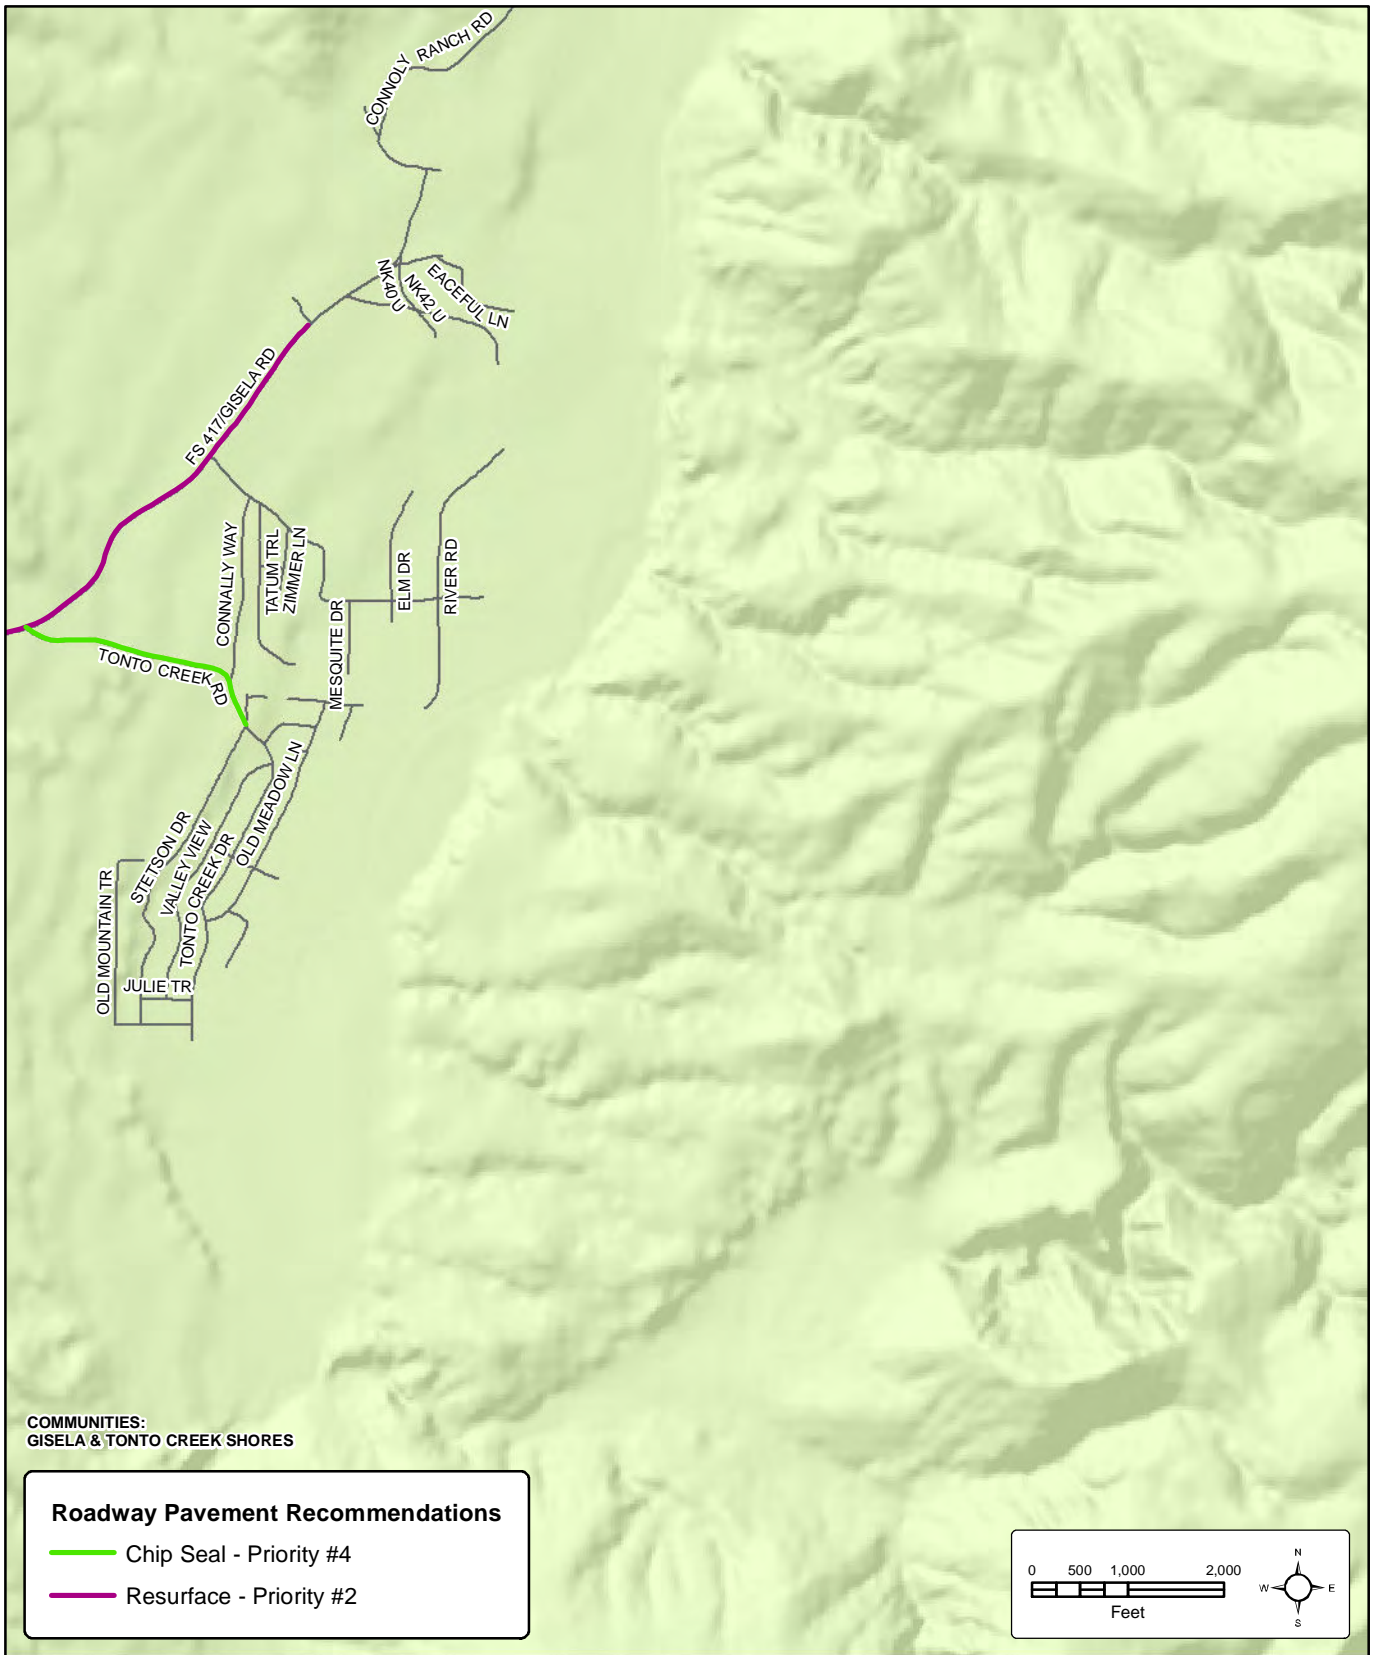 CONNOLY RANCH RD
NK40 U
NK42 U
EACEFUL LN
FS 417/GISELA RD
CONNALLY WAY
TATUM TRL
ZIMMER LN
ELM DR
RIVER RD
MESQUITE DR
TONTO CREEK RD
OLD MEADOW LN
STETSON DR
VALLEY VIEW
TONTO CREEK DR
OLD MOUNTAIN TR
JULIE TR
COMMUNITIES:
GISELA & TONTO CREEK SHORES
Roadway Pavement Recommendations
Chip Seal - Priority #4
Resurface - Priority #2
0 500 1,000 2,000
Feet
N
W E
S